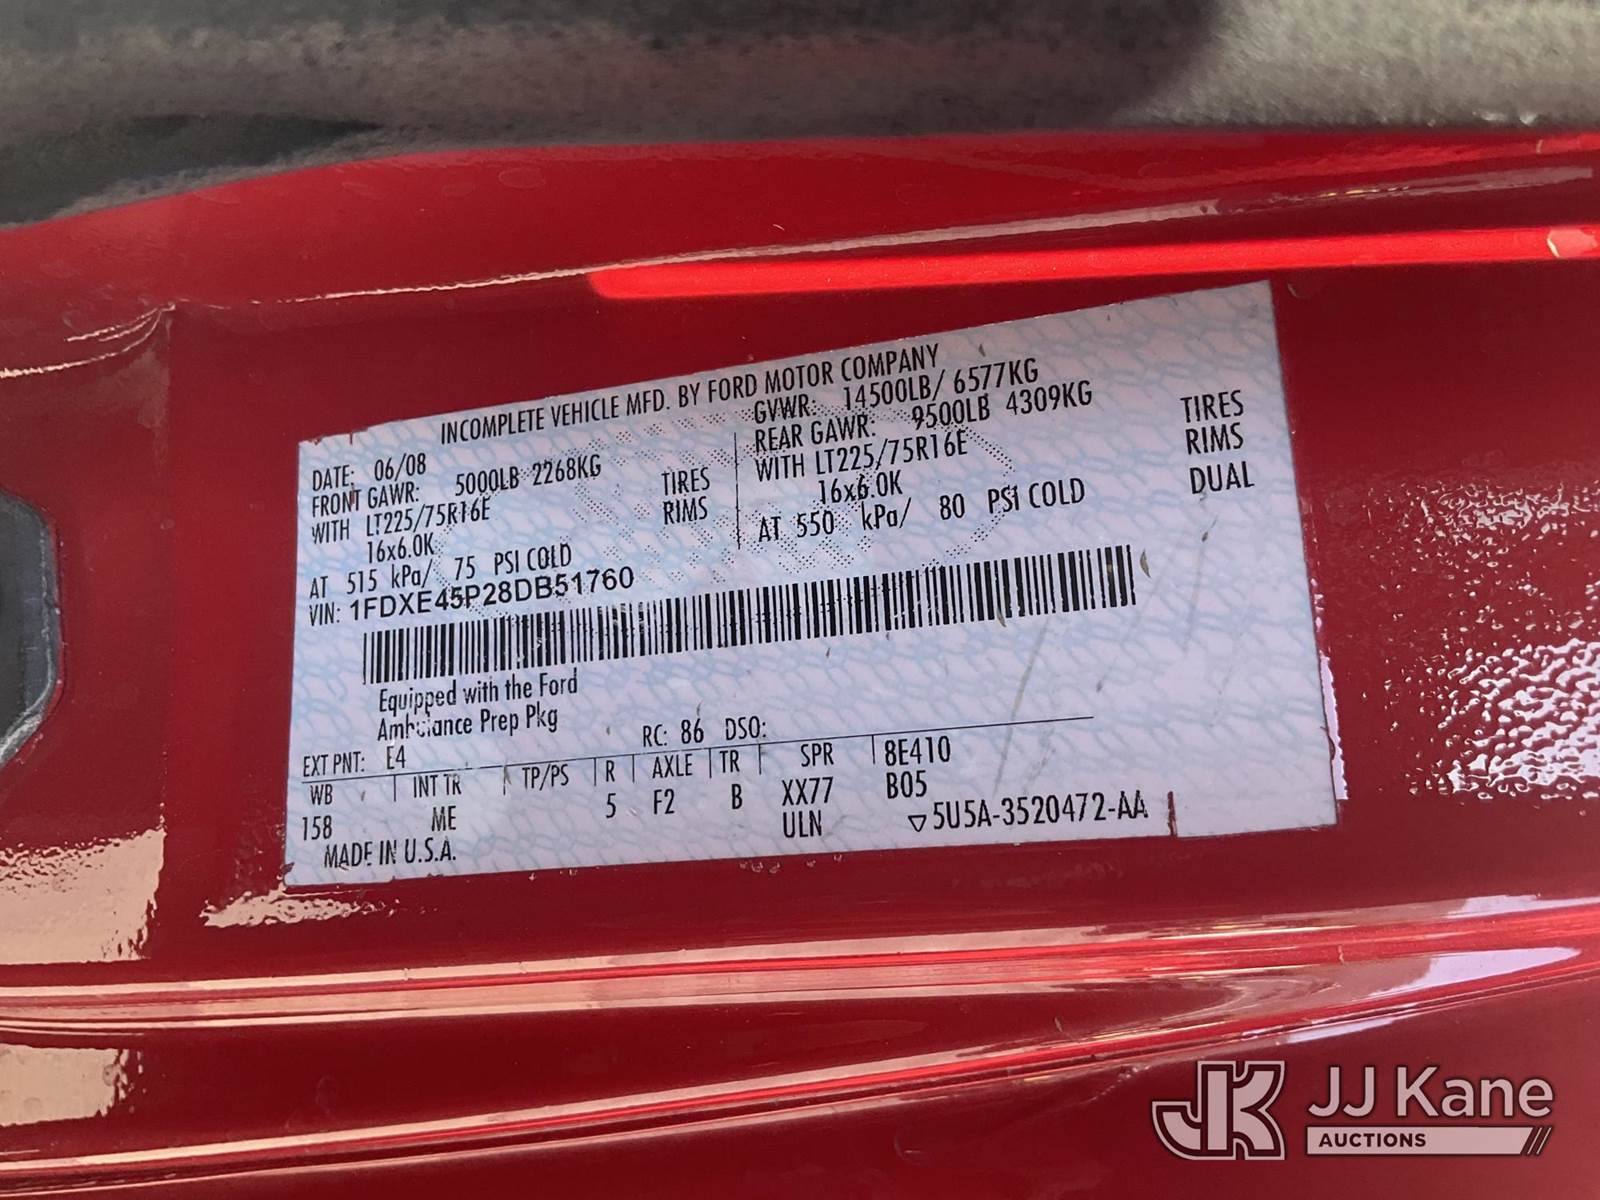 INCOMPLETE VEHICLE MFD. BY FORD MOTOR COMPANY
DATE: 06/08
GVWR: 14500LB/ 6577KG
FRONT GAWR: 5000LB 2268KG
REAR GAWR: 9500LB 4309KG
WITH LT225/75R16E TIRES
WITH LT225/75R16E TIRES
16x6.0K RIMS
16x6.0K RIMS
AT 515 kPa/ 75 PSI COLD
AT 550 kPa/ 80 PSI COLD DUAL
VIN: 1FDXE45P28DB51760
Equipped with the Ford
Ambulance Prep Pkg
EXT PNT: E4 RC: 86 DSO:
WB INT TR TP/PS R AXLE TR SPR 8E410
158 ME 5 F2 B XX77 B05
MADE IN U.S.A. ULN ▽5U5A-3520472-AA
JK JJ Kane
AUCTIONS